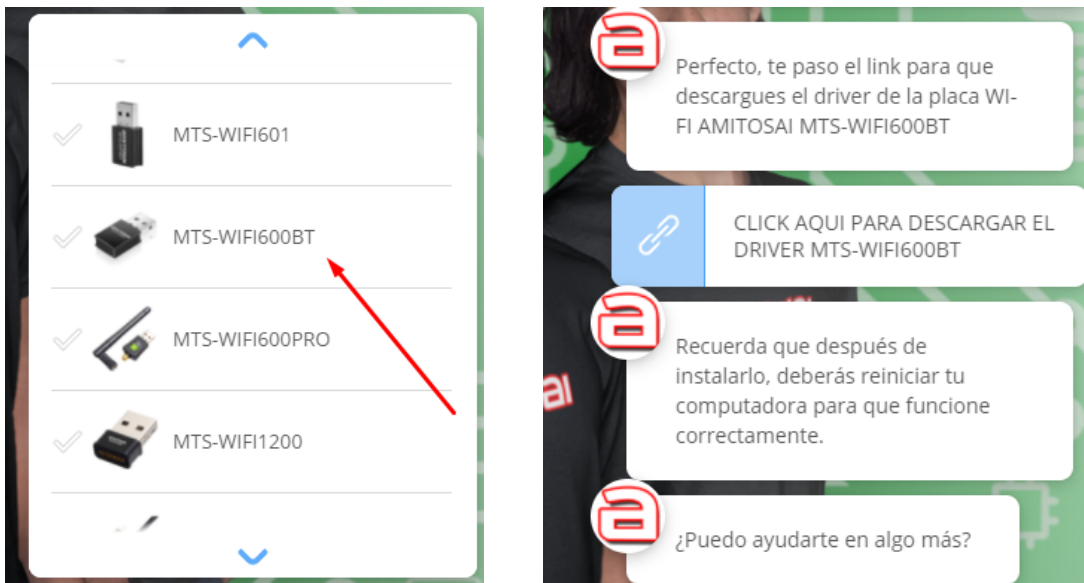 MTS-WIFI601
MTS-WIFI600BT
MTS-WIFI600PRO
MTS-WIFI1200
Perfecto, te paso el link para que
descargues el driver de la placa WI-
FI AMITOSAI MTS-WIFI600BT
CLICK AQUI PARA DESCARGAR EL
DRIVER MTS-WIFI600BT
Recuerda que después de
instalarlo, deberás reiniciar tu
computadora para que funcione
correctamente.
¿Puedo ayudarte en algo más?